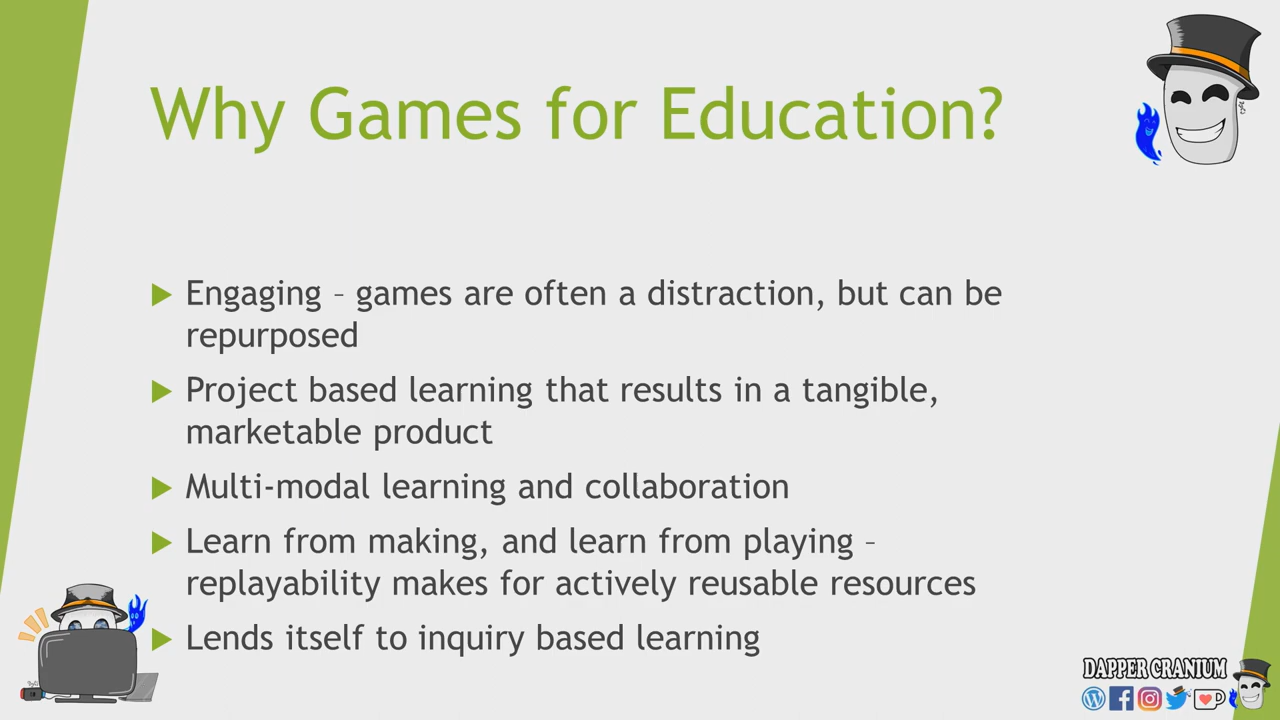 Why Games for Education?
Engaging – games are often a distraction, but can be
repurposed
Project based learning that results in a tangible,
marketable product
Multi-modal learning and collaboration
Learn from making, and learn from playing –
replayability makes for actively reusable resources
Lends itself to inquiry based learning
DAPPER CRANIUM